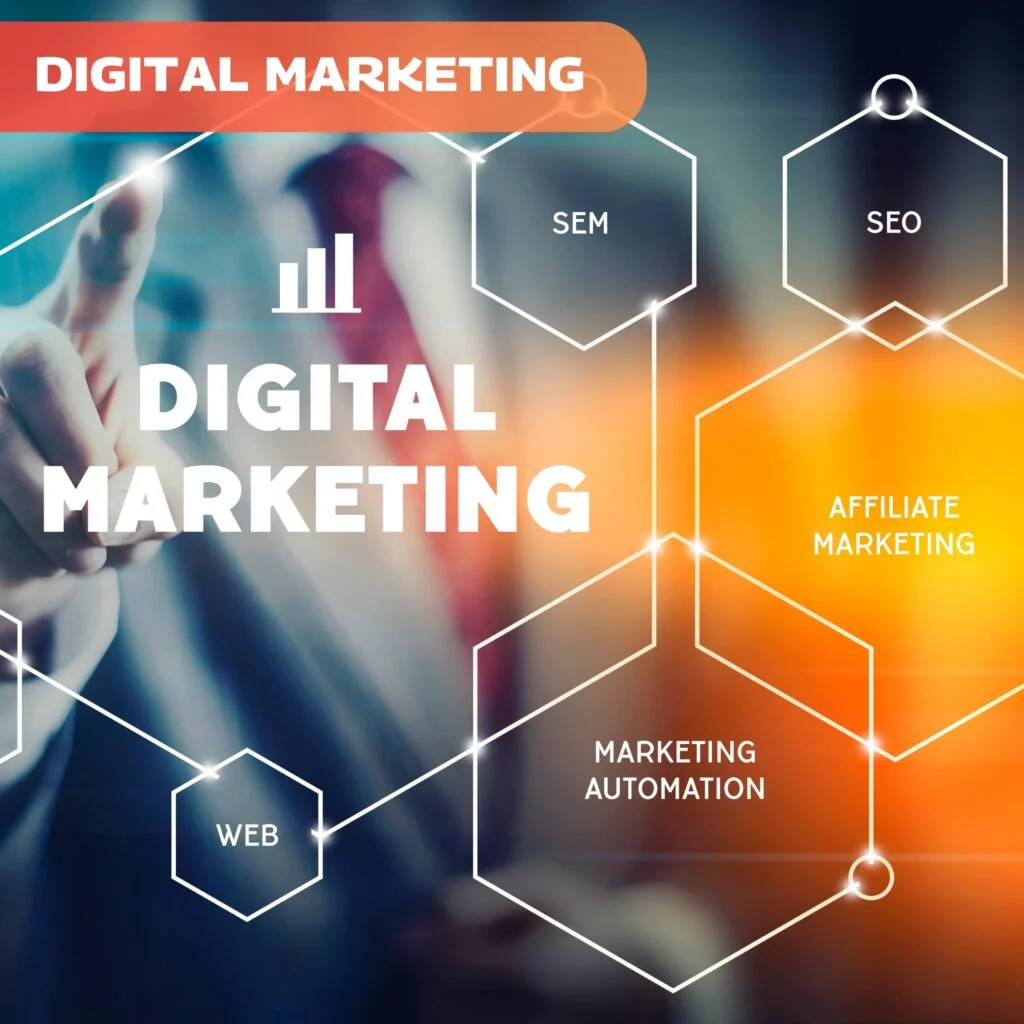 DIGITAL MARKETING
SEM
SEO
DIGITAL
MARKETING
AFFILIATE
MARKETING
MARKETING
AUTOMATION
WEB